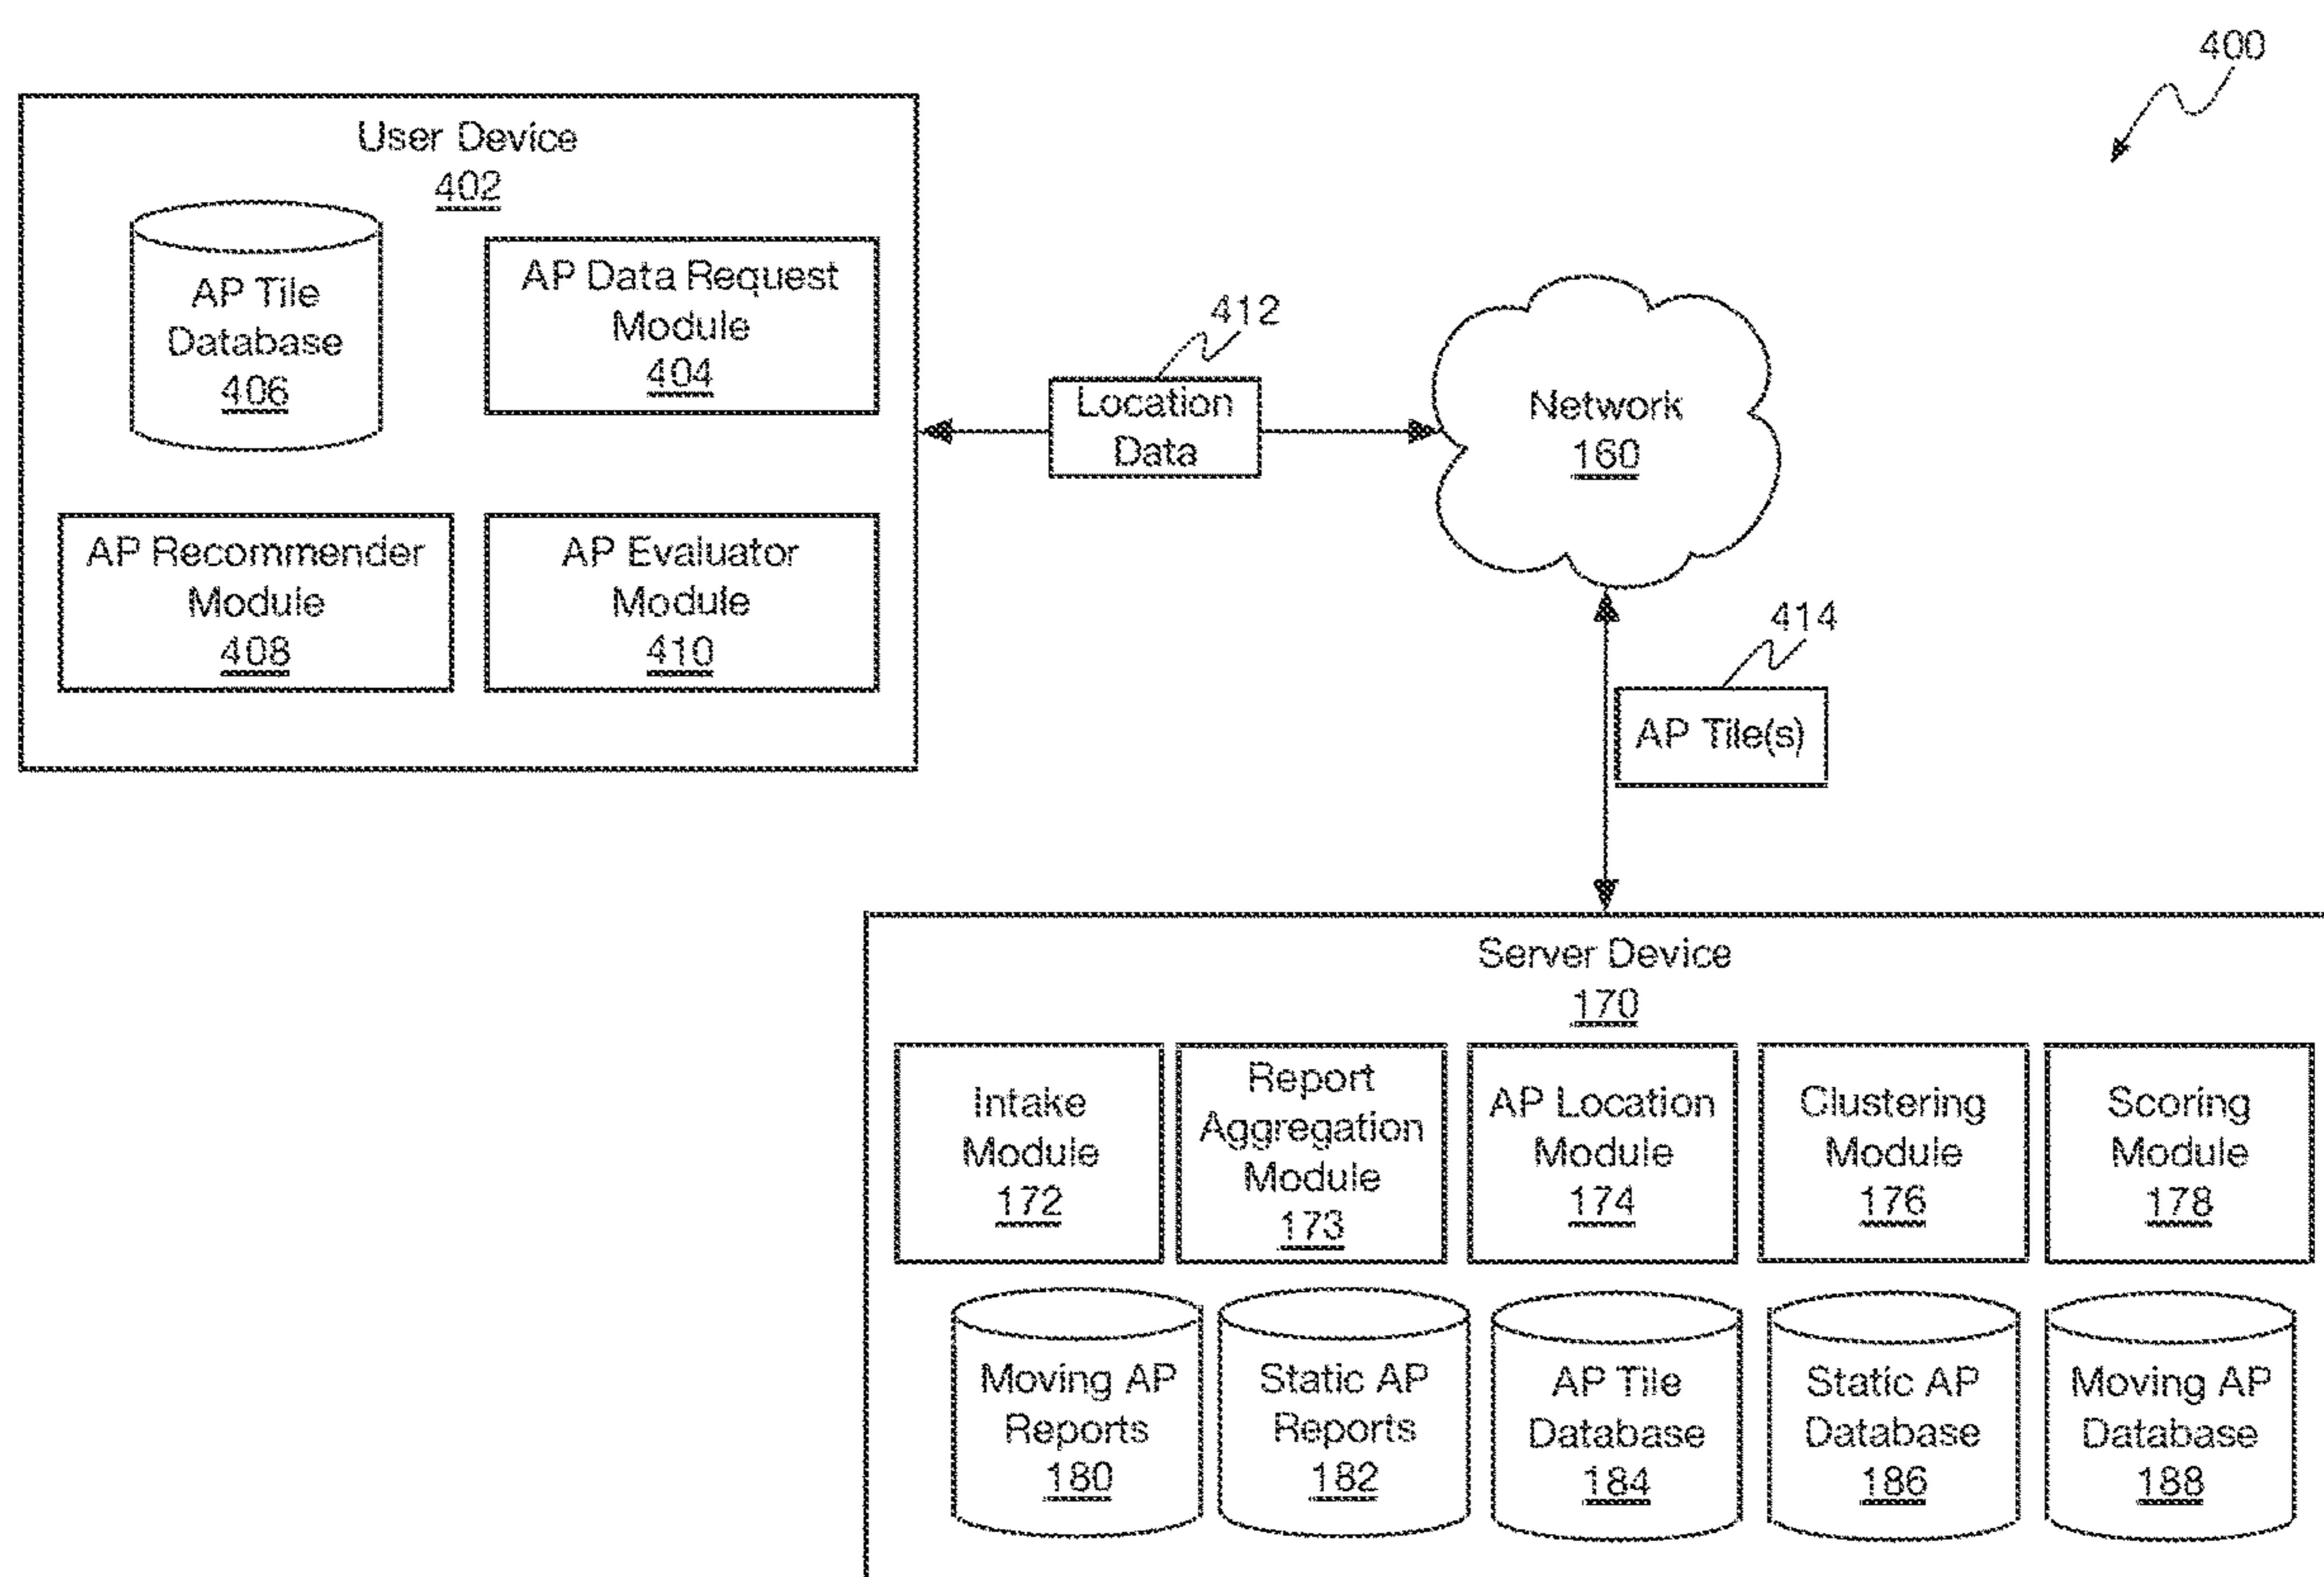 400
User Device
402
AP Tile
Database
406
AP Data Request
Module
404
AP Recommender
Module
408
AP Evaluator
Module
410
412
Location
Data
Network
160
414
AP Tile(s)
Server Device
170
Intake
Module
172
Report
Aggregation
Module
173
AP Location
Module
174
Clustering
Module
176
Scoring
Module
178
Moving AP
Reports
180
Static AP
Reports
182
AP Tile
Database
184
Static AP
Database
186
Moving AP
Database
188